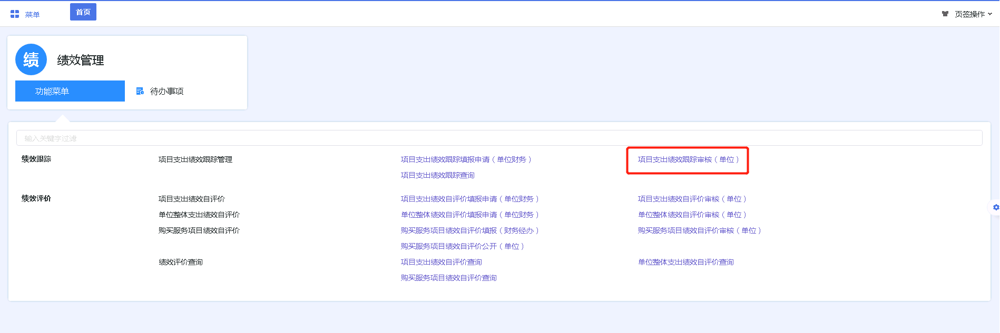 菜单 首页 页签操作
绩 绩效管理
功能菜单 待办事项
输入关键字过滤
绩效跟踪 项目支出绩效跟踪管理 项目支出绩效跟踪填报申请（单位财务） 项目支出绩效跟踪审核（单位）
项目支出绩效跟踪查询
绩效评价 项目支出绩效自评价 项目支出绩效自评价填报申请（单位财务） 项目支出绩效自评价审核（单位）
单位整体支出绩效自评价 单位整体绩效自评价填报申请（单位财务） 单位整体绩效自评价审核（单位）
购买服务项目绩效自评价 购买服务项目绩效自评价填报（财务经办） 购买服务项目绩效自评价审核（单位）
购买服务项目绩效自评价公开（单位）
绩效评价查询 项目支出绩效自评价查询 单位整体支出绩效自评价查询
购买服务项目绩效自评价查询